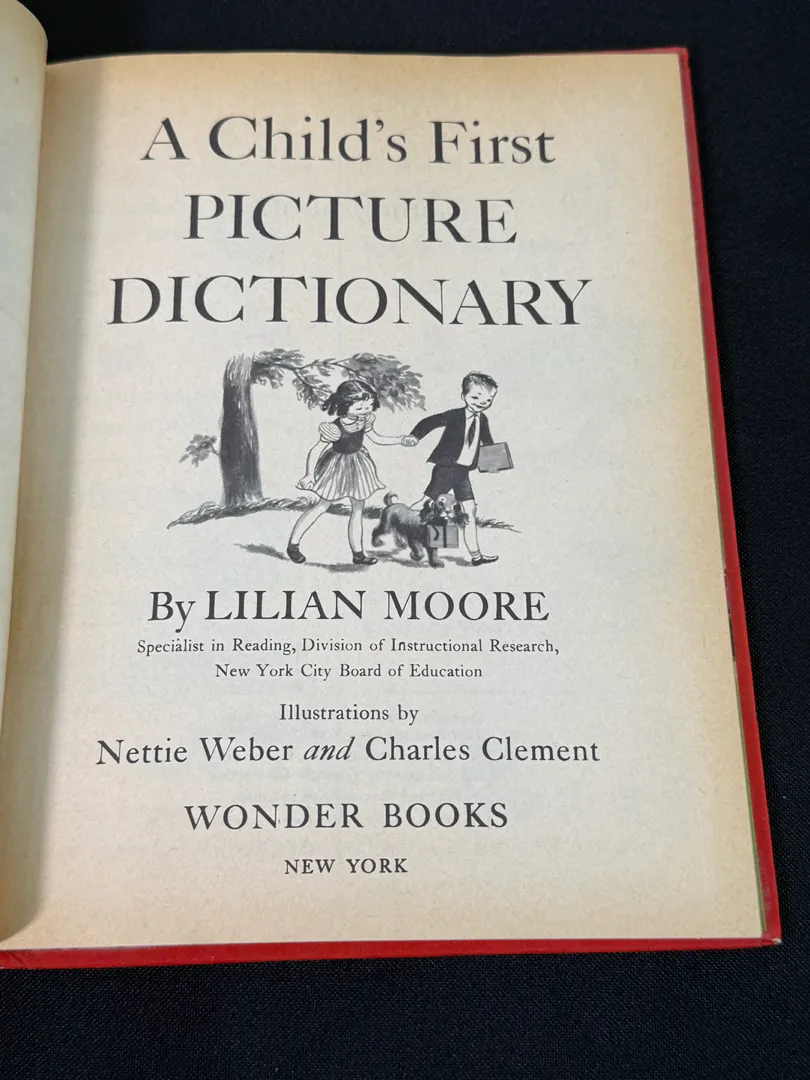 A Child's First
PICTURE
DICTIONARY
By LILIAN MOORE
Specialist in Reading, Division of Instructional Research,
New York City Board of Education
Illustrations by
Nettie Weber and Charles Clement
WONDER BOOKS
NEW YORK